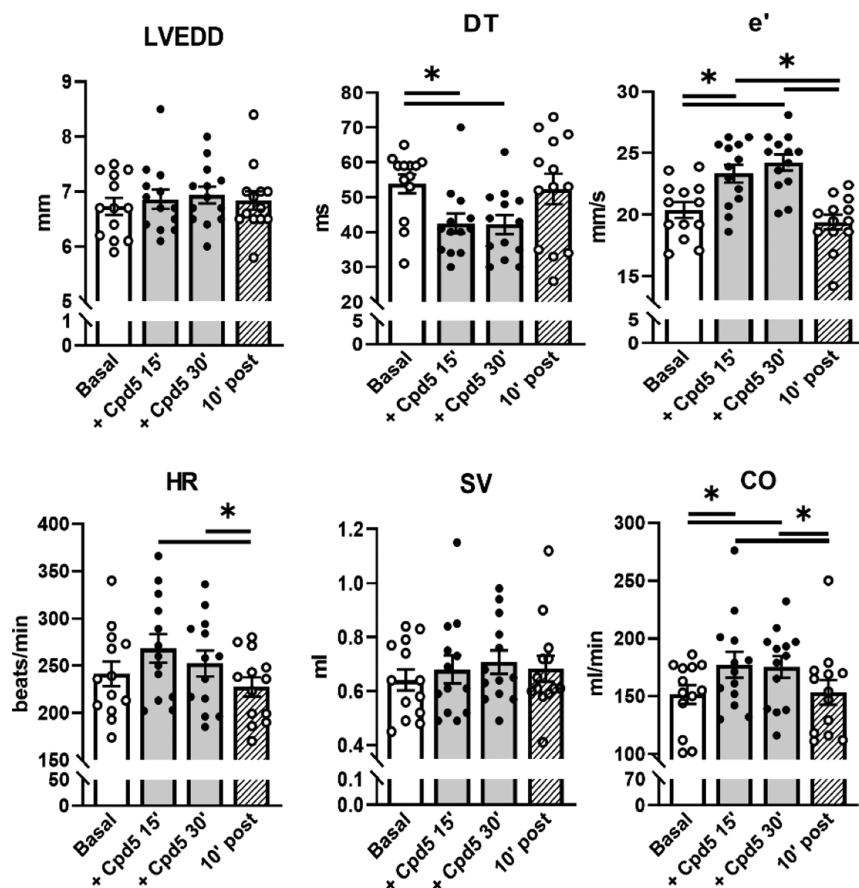 LVEDD
9
8
7
6
5
1
0
mm
Basal
+ Cpd5 15'
+ Cpd5 30'
10' post
DT
*
80
70
60
50
40
30
20
5
0
ms
Basal
+ Cpd5 15'
+ Cpd5 30'
10' post
e'
*
*
30
25
20
15
5
0
mm/s
Basal
+ Cpd5 15'
+ Cpd5 30'
10' post
HR
*
400
350
300
250
200
150
50
0
beats/min
Basal
+ Cpd5 15'
+ Cpd5 30'
10' post
SV
1.2
1.0
0.8
0.6
0.4
0.1
0.0
ml
Basal
+ Cpd5 15'
+ Cpd5 30'
10' post
CO
*
*
300
250
200
150
100
70
0
ml/min
Basal
+ Cpd5 15'
+ Cpd5 30'
10' post